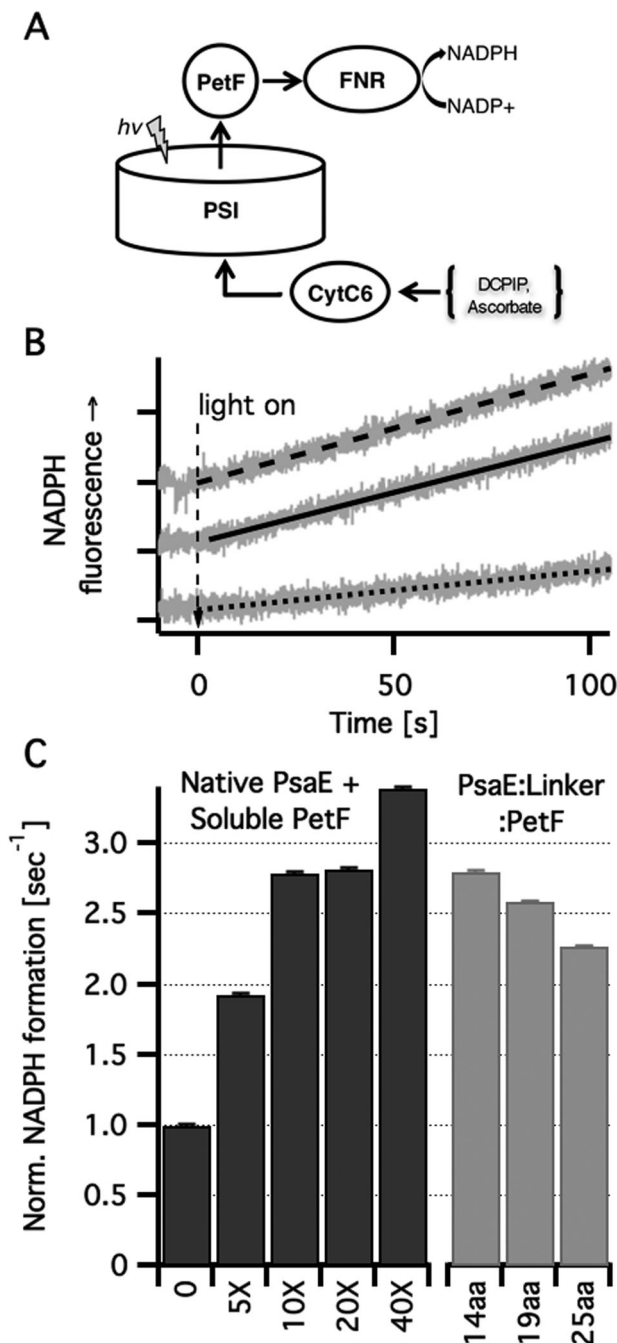 A
PetF
FNR
NADPH
NADP+
hv
PSI
CytC6
DCPIP,
Ascorbate
B
light on
NADPH
fluorescence →
0
50
100
Time [s]
C
Native PsaE +
Soluble PetF
PsaE:Linker
:PetF
Norm. NADPH formation [sec⁻¹]
3.0
2.5
2.0
1.5
1.0
0.5
0
0
5X
10X
20X
40X
14aa
19aa
25aa